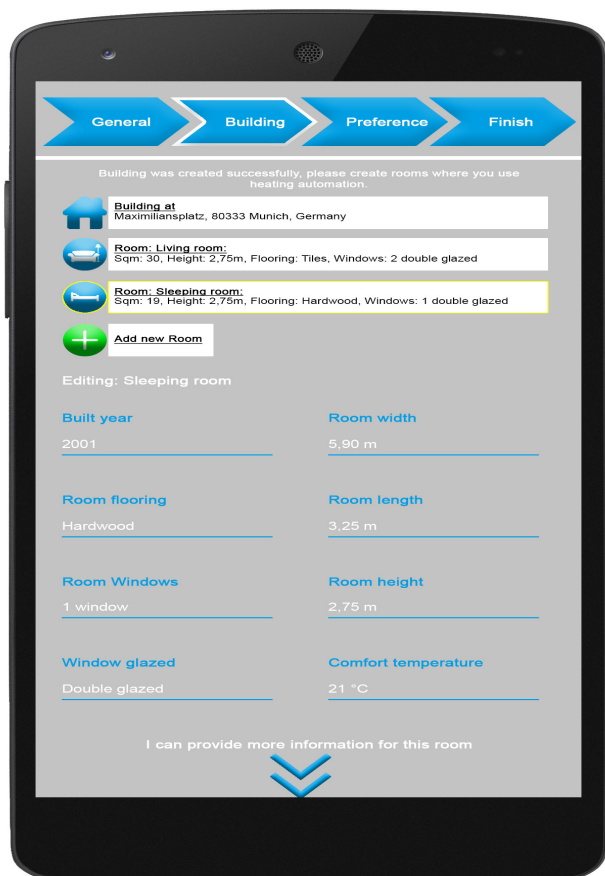 General
Building
Preference
Finish
Building was created successfully, please create rooms where you use
heating automation.
Building at
Maximiliansplatz, 80333 Munich, Germany
Room: Living room:
Sqm: 30, Height: 2,75m, Flooring: Tiles, Windows: 2 double glazed
Room: Sleeping room:
Sqm: 19, Height: 2,75m, Flooring: Hardwood, Windows: 1 double glazed
Add new Room
Editing: Sleeping room
Built year
2001
Room width
5,90 m
Room flooring
Hardwood
Room length
3,25 m
Room Windows
1 window
Room height
2,75 m
Window glazed
Double glazed
Comfort temperature
21 °C
I can provide more information for this room